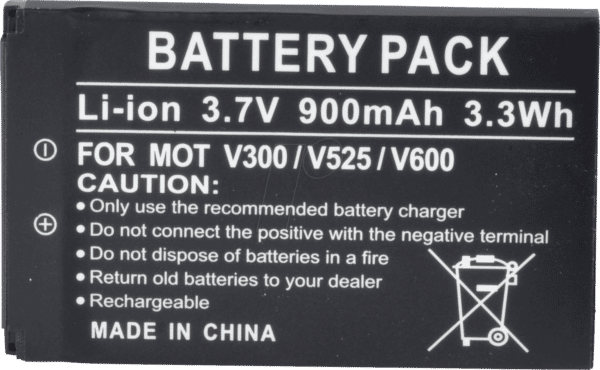 BATTERY PACK
Li-ion 3.7V 900mAh 3.3Wh
FOR MOT V300 / V525 / V600
CAUTION:
• Only use the recommended battery charger
• Do not connect the positive with the negative terminal
• Do not dispose of batteries in a fire
• Return old batteries to your dealer
• Rechargeable
MADE IN CHINA